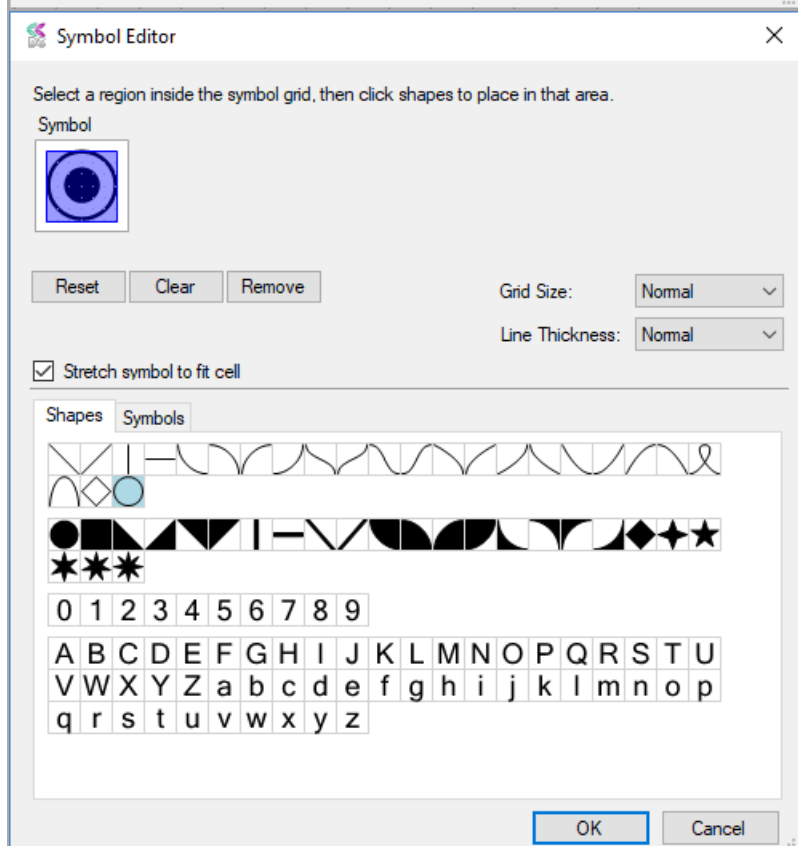 Symbol Editor
Select a region inside the symbol grid, then click shapes to place in that area.
Symbol
Reset Clear Remove
Grid Size: Normal
Line Thickness: Normal
Stretch symbol to fit cell
Shapes Symbols
0 1 2 3 4 5 6 7 8 9
A B C D E F G H I J K L M N O P Q R S T U
V W X Y Z a b c d e f g h i j k l m n o p
q r s t u v w x y z
OK Cancel